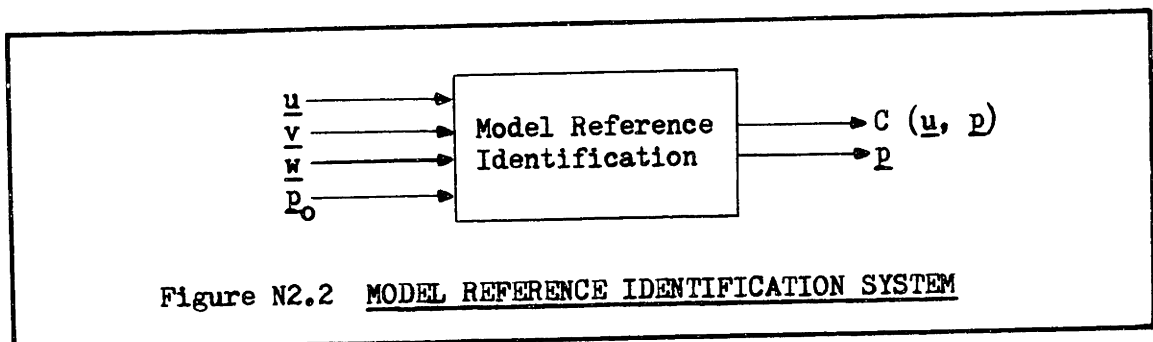 u
v
w
p₀
Model Reference
Identification
C (u, p)
p
Figure N2.2 MODEL REFERENCE IDENTIFICATION SYSTEM